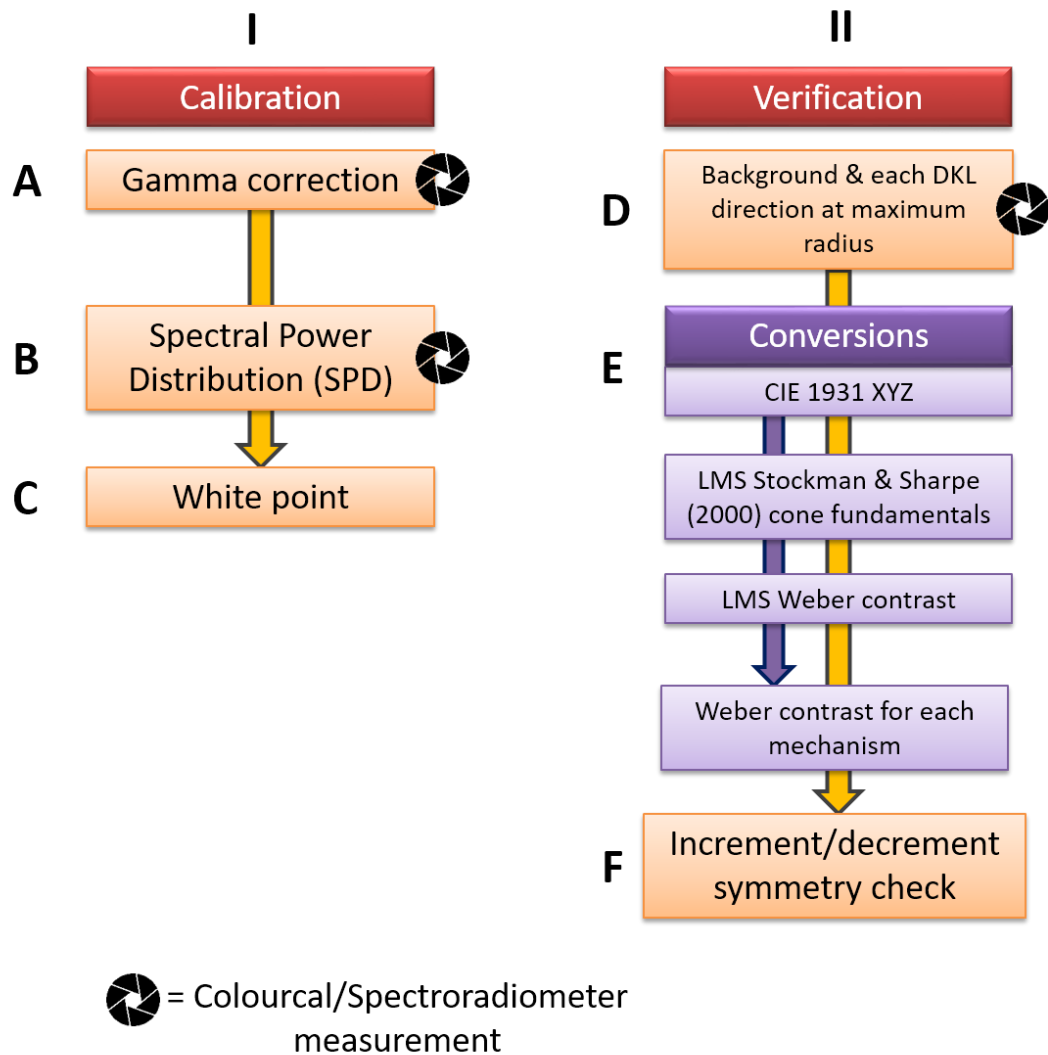 I
Calibration
A
Gamma correction
B
Spectral Power
Distribution (SPD)
C
White point
II
Verification
D
Background & each DKL
direction at maximum
radius
Conversions
E
CIE 1931 XYZ
LMS Stockman & Sharpe
(2000) cone fundamentals
LMS Weber contrast
Weber contrast for each
mechanism
F
Increment/decrement
symmetry check
= Colourcal/Spectroradiometer
measurement